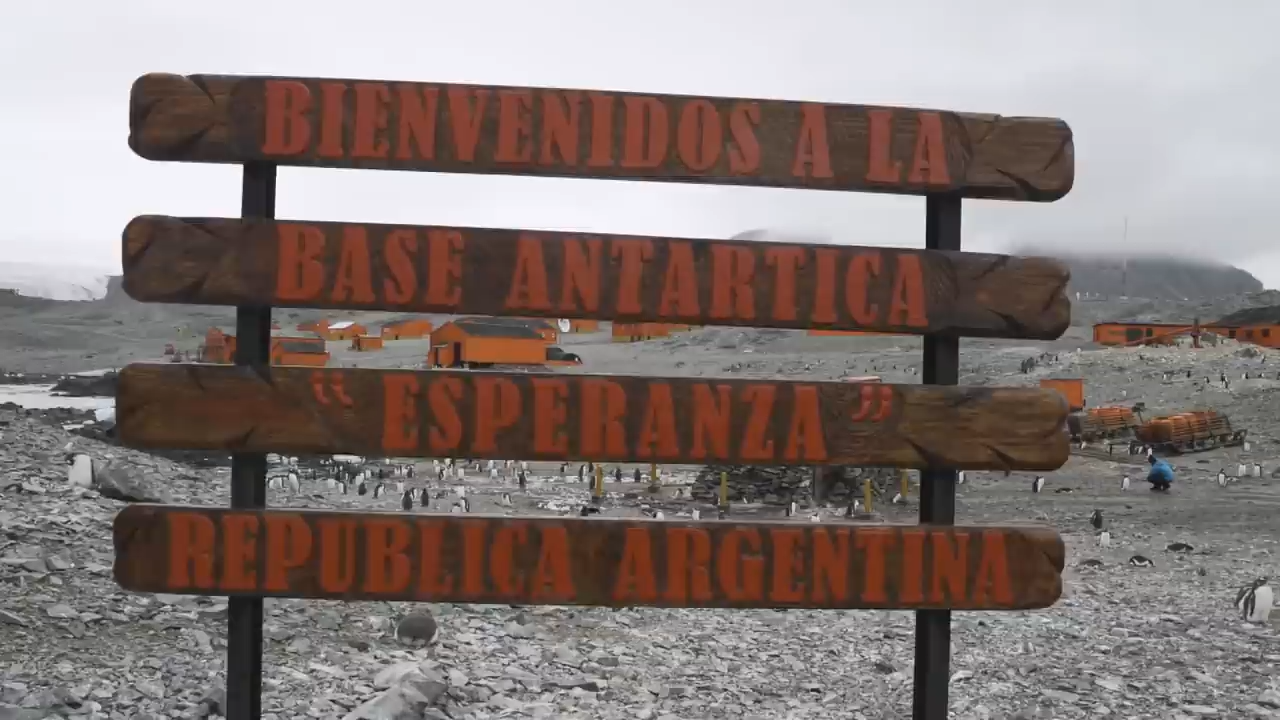 BIENVENIDOS A LA
BASE ANTARTICA
“ ESPERANZA ”
REPUBLICA ARGENTINA